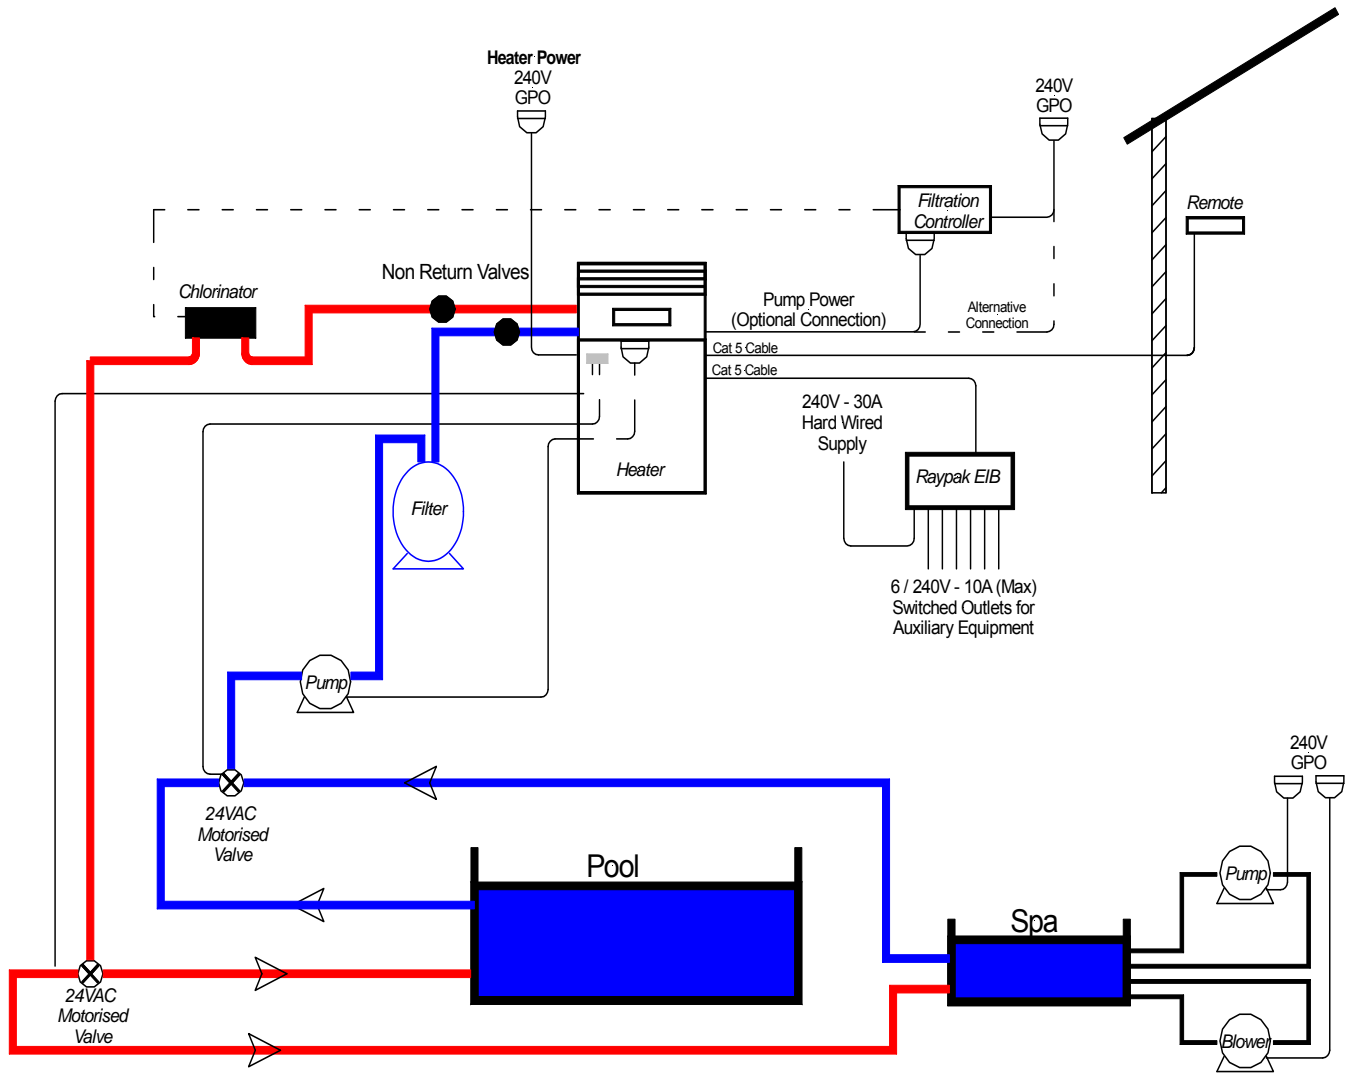 Heater Power
240V
GPO
240V
GPO
Filtration
Controller
Remote
Non Return Valves
Chlorinator
Pump Power
(Optional Connection)
Alternative
Connection
Cat 5 Cable
Cat 5 Cable
240V - 30A
Hard Wired
Supply
Heater
Raypak EIB
Filter
6 / 240V - 10A (Max)
Switched Outlets for
Auxiliary Equipment
Pump
240V
GPO
24VAC
Motorised
Valve
Pool
Pump
Spa
24VAC
Motorised
Valve
Blower